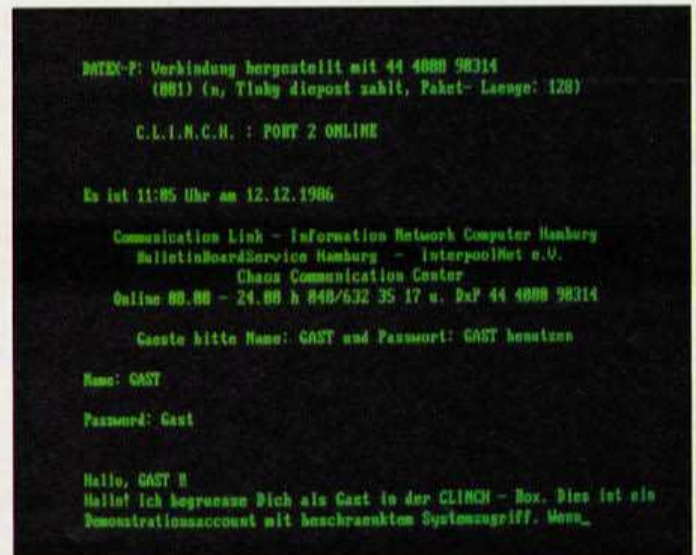 DATEX-P: Verbindung hergestellt mit 44 4000 90314
(001) (n, Tlnkg diepost zahlt, Paket- Laenge: 128)
C.L.I.N.C.H. : PORT 2 ONLINE
Es ist 11:05 Uhr am 12.12.1986
Communication Link - Information Network Computer Hamburg
BulletinBoardService Hamburg - InterpoolNet e.V.
Chaos Communication Center
Online 00.00 - 24.00 h 040/632 35 17 u. DxP 44 4000 90314
Gaeste bitte Name: GAST und Passwort: GAST benutzen
Name: GAST
Password: Gast
Hallo, GAST !!
Hallo! Ich begruesse Dich als Gast in der CLINCH - Box. Dies ist ein
Demonstrationsaccount mit beschraenktem Systemzugriff. Wenn_